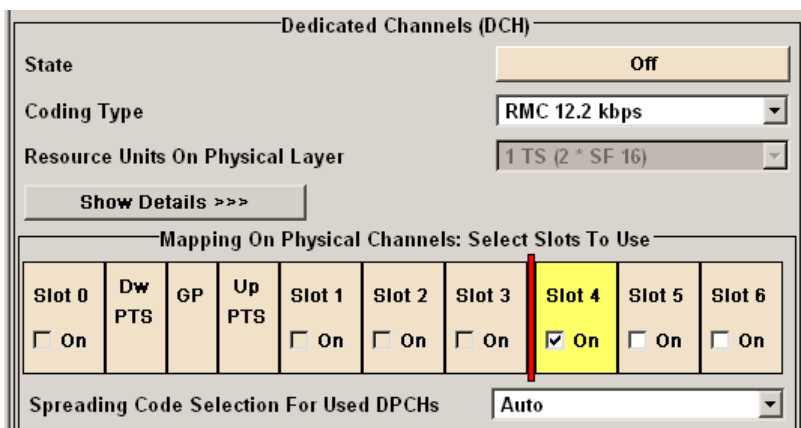 Dedicated Channels (DCH)
State Off
Coding Type RMC 12.2 kbps
Resource Units On Physical Layer 1 TS (2 * SF 16)
Show Details >>>
Mapping On Physical Channels: Select Slots To Use
Slot 0 Dw PTS GP Up PTS Slot 1 Slot 2 Slot 3 Slot 4 Slot 5 Slot 6
On On On On On On On
Spreading Code Selection For Used DPCHs Auto